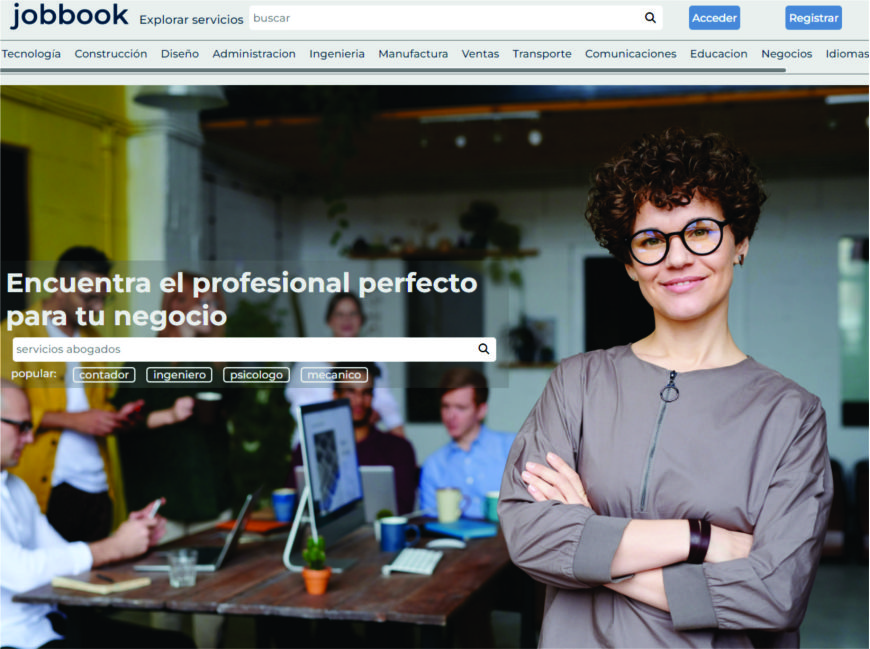 jobbook Explorar servicios buscar Acceder Registrar
Tecnología Construcción Diseño Administracion Ingenieria Manufactura Ventas Transporte Comunicaciones Educacion Negocios Idiomas
Encuentra el profesional perfecto
para tu negocio
servicios abogados
popular: contador ingeniero psicologo mecanico